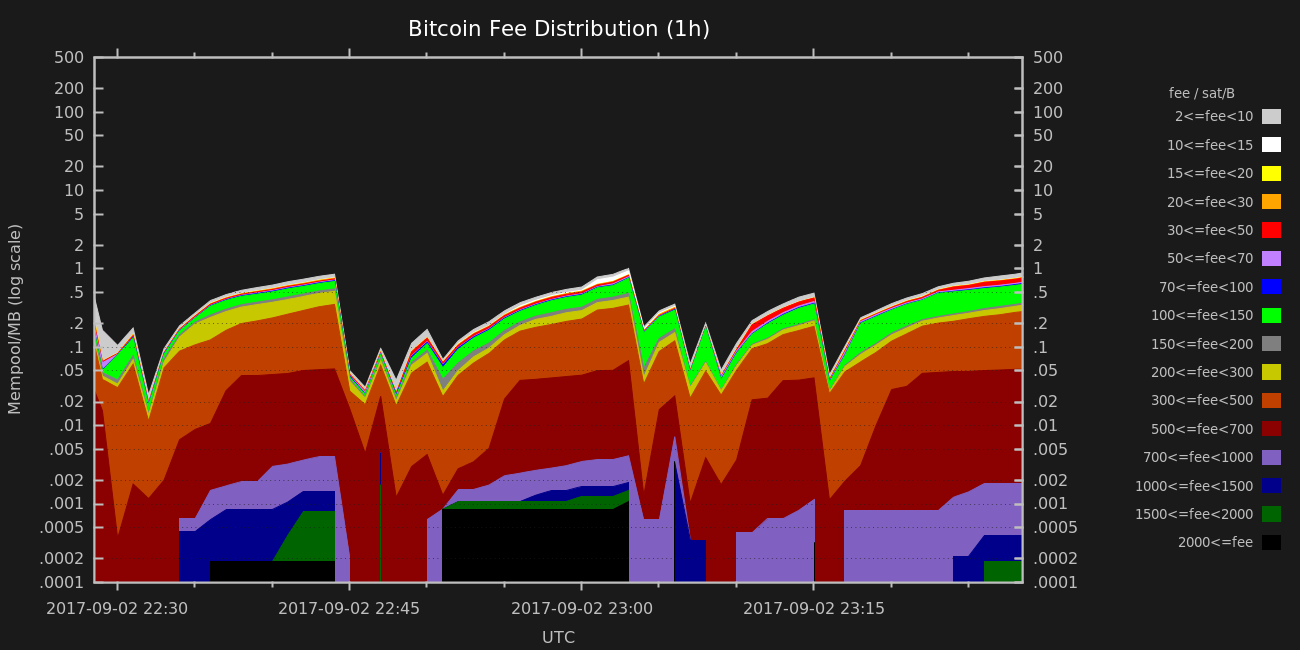 Bitcoin Fee Distribution (1h)
500 500
200 200
100 100
50 50
20 20
10 10
5 5
2 2
1 1
.5 .5
.2 .2
.1 .1
.05 .05
.02 .02
.01 .01
.005 .005
.002 .002
.001 .001
.0005 .0005
.0002 .0002
.0001 .0001
Mempool/MB (log scale)
2017-09-02 22:30 2017-09-02 22:45 2017-09-02 23:00 2017-09-02 23:15
UTC
fee / sat/B
2<=fee<10
10<=fee<15
15<=fee<20
20<=fee<30
30<=fee<50
50<=fee<70
70<=fee<100
100<=fee<150
150<=fee<200
200<=fee<300
300<=fee<500
500<=fee<700
700<=fee<1000
1000<=fee<1500
1500<=fee<2000
2000<=fee